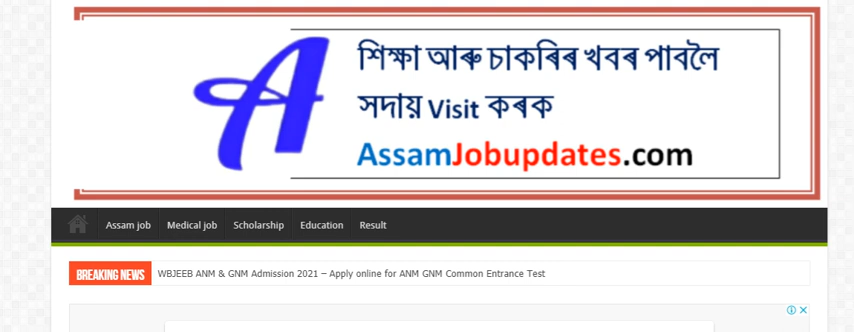 শিক্ষা আৰু চাকৰিৰ খবৰ পাবলৈ
সদায় Visit কৰক
AssamJobupdates.com
Assam job Medical job Scholarship Education Result
BREAKING NEWS WBJEEB ANM & GNM Admission 2021 – Apply online for ANM GNM Common Entrance Test